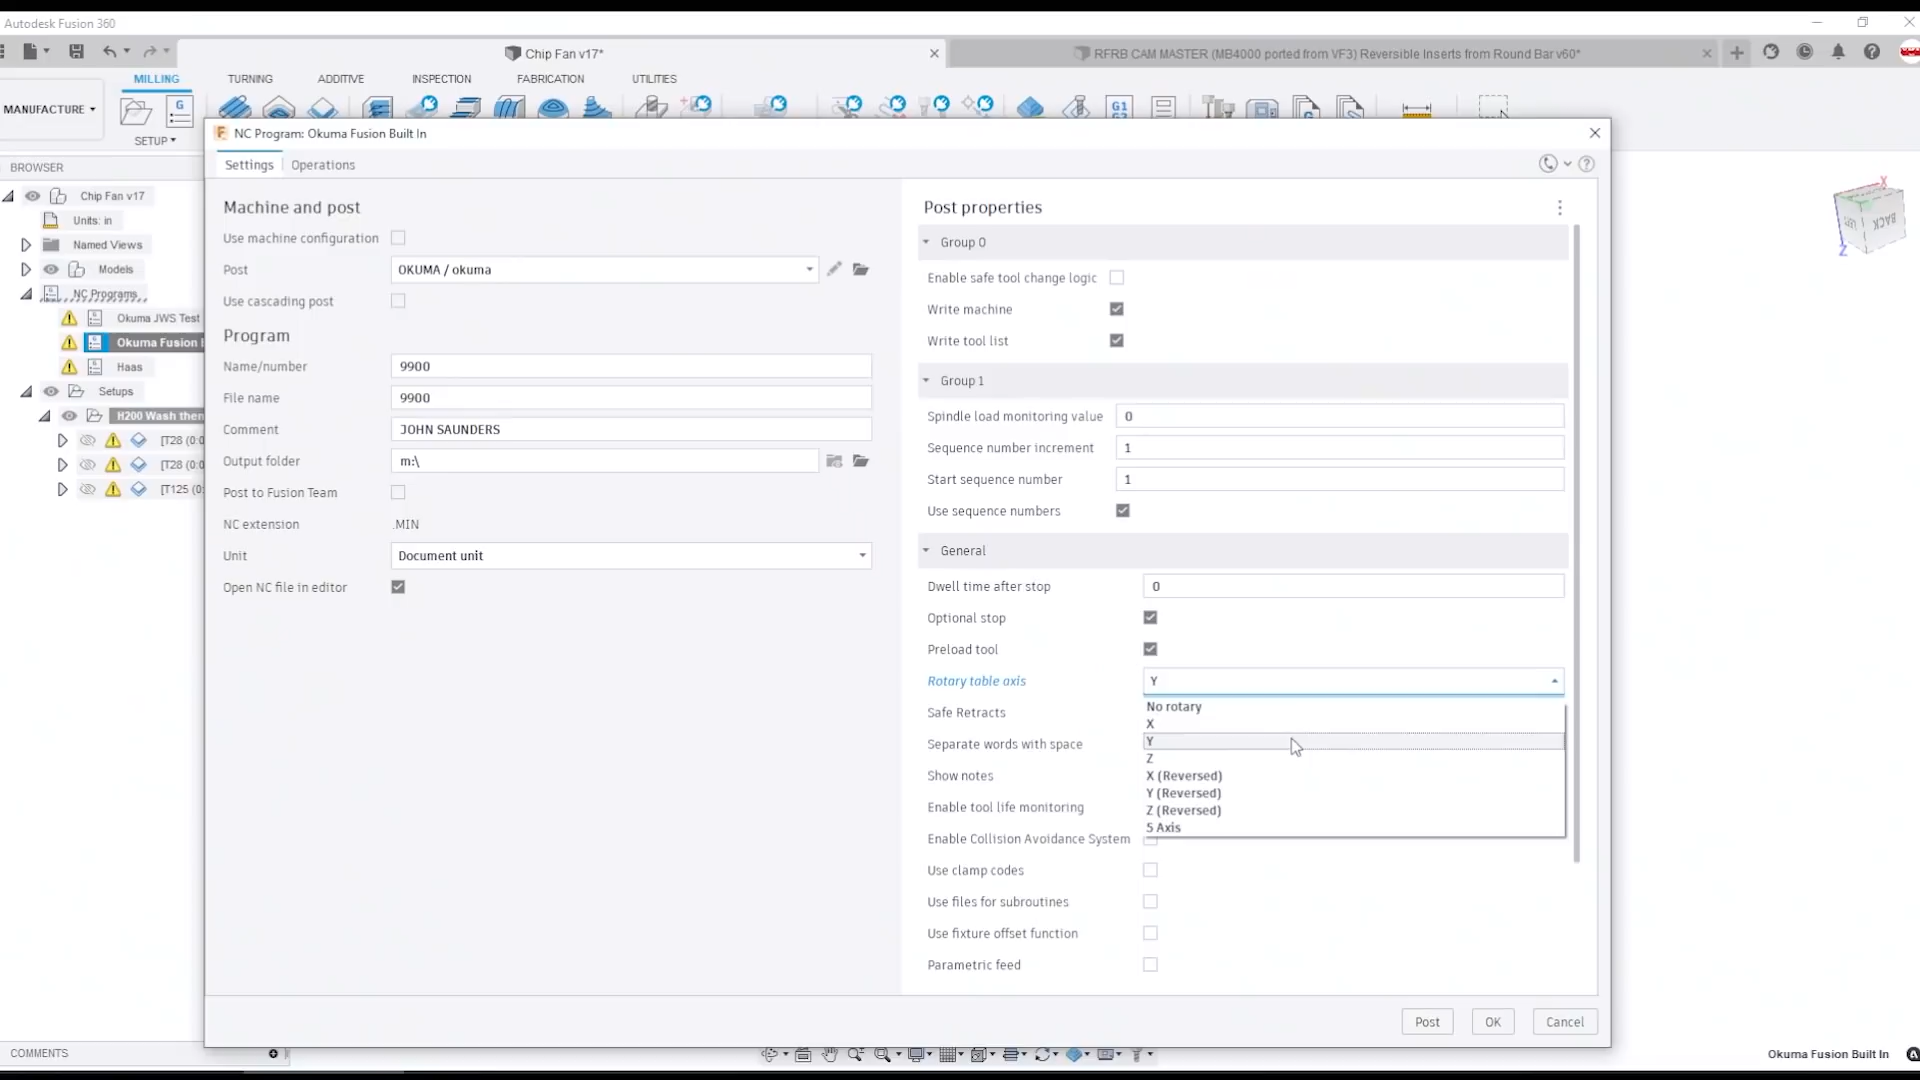 Autodesk Fusion 360
Chip Fan v17*
RFRB CAM MASTER (MB4000 ported from VF3) Reversible Inserts from Round Bar v60*
MILLING
TURNING
ADDITIVE
INSPECTION
FABRICATION
UTILITIES
MANUFACTURE
G
G1
G2
SETUP
NC Program: Okuma Fusion Built In
Settings
Operations
BROWSER
Chip Fan v17
Units: in
Named Views
Models
NC Programs
Okuma JWS Test
Okuma Fusion
Haas
Setups
H200 Wash then
[T28 (0:0
[T28 (0:0
[T125 (0:
Machine and post
Use machine configuration
Post OKUMA / okuma
Use cascading post
Program
Name/number 9900
File name 9900
Comment JOHN SAUNDERS
Output folder m:\
Post to Fusion Team
NC extension .MIN
Unit Document unit
Open NC file in editor
Post properties
Group 0
Enable safe tool change logic
Write machine
Write tool list
Group 1
Spindle load monitoring value 0
Sequence number increment 1
Start sequence number 1
Use sequence numbers
General
Dwell time after stop 0
Optional stop
Preload tool
Rotary table axis Y
No rotary
X
Y
Z
X (Reversed)
Y (Reversed)
Z (Reversed)
5 Axis
Safe Retracts
Separate words with space
Show notes
Enable tool life monitoring
Enable Collision Avoidance System
Use clamp codes
Use files for subroutines
Use fixture offset function
Parametric feed
Post
OK
Cancel
X
LEFT
BACK
Z
COMMENTS
Okuma Fusion Built In